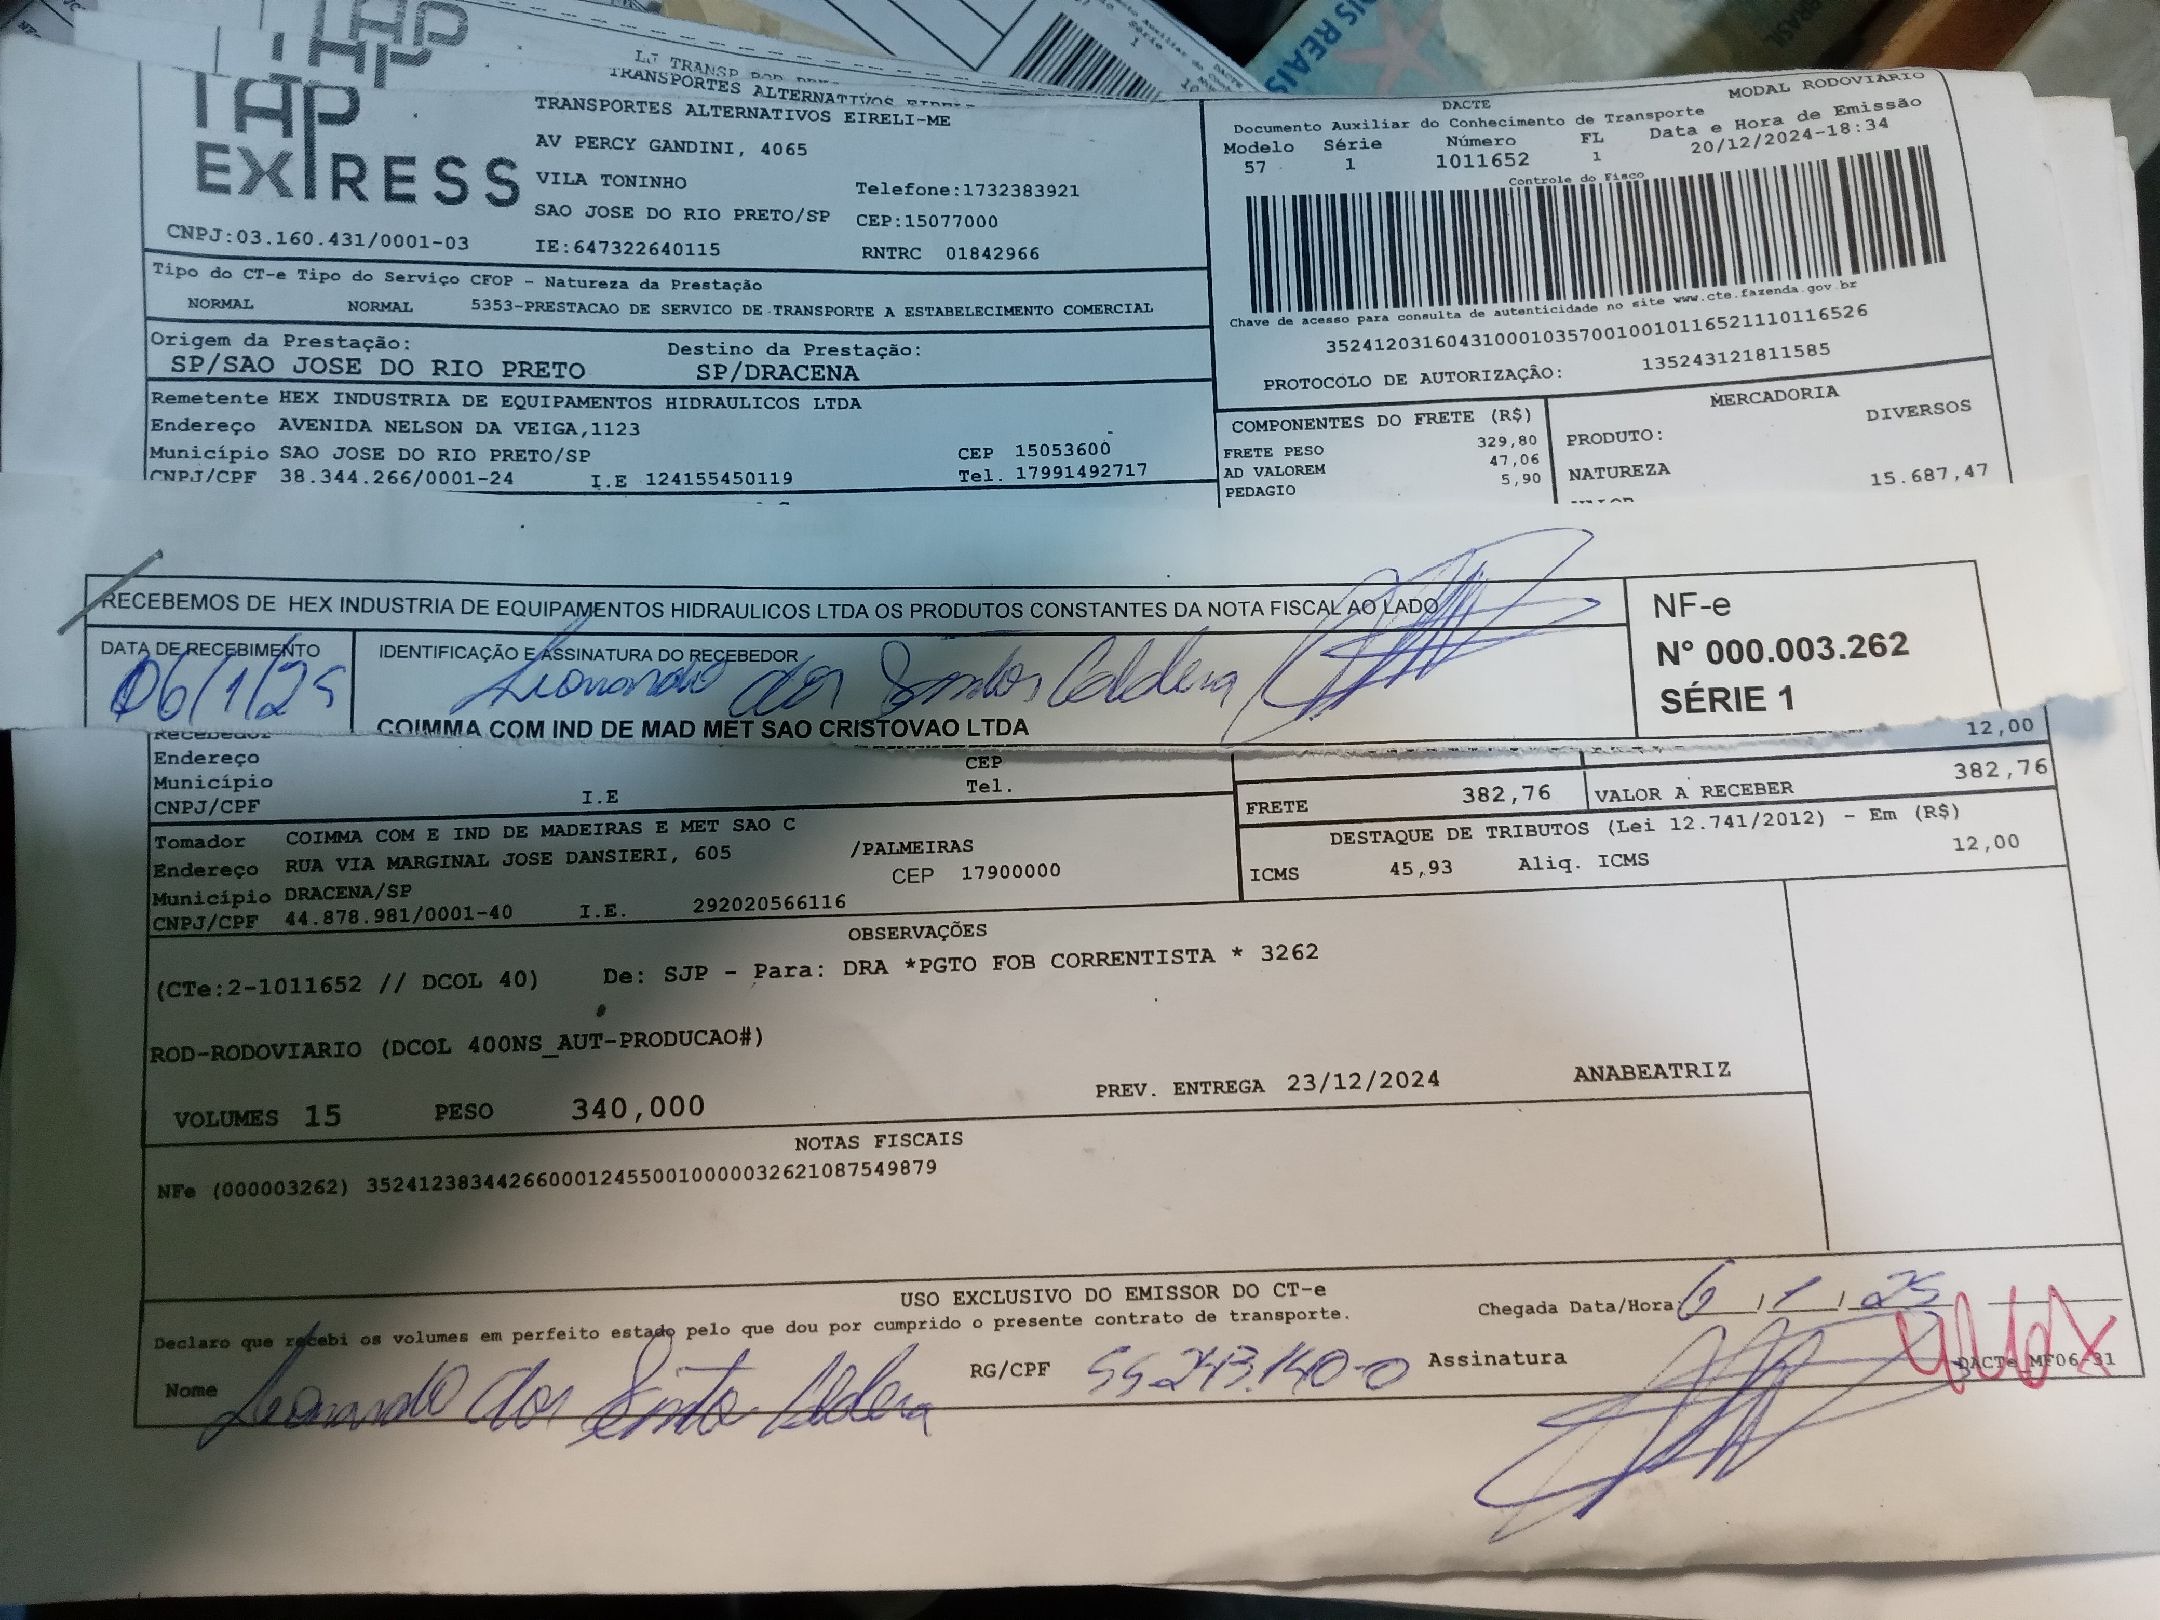 TAP
EXPRESS
TRANSPORTES ALTERNATIVOS EIRELI-ME
AV PERCY GANDINI, 4065
VILA TONINHO
Telefone:1732383921
SAO JOSE DO RIO PRETO/SP CEP:15077000
CNPJ:03.160.431/0001-03 IE:647322640115 RNTRC 01842966
DACTE
MODAL RODOVIÁRIO
Documento Auxiliar do Conhecimento de Transporte
Modelo Série Número FL Data e Hora de Emissão
57 1 1011652 1 20/12/2024-18:34
Controle do Fisco
Chave de acesso para consulta de autenticidade no site www.cte.fazenda.gov.br
35241203160431000103570010010116521110116526
PROTOCOLO DE AUTORIZAÇÃO: 135243121811585
Tipo do CT-e Tipo do Serviço CFOP - Natureza da Prestação
NORMAL NORMAL 5353-PRESTACAO DE SERVICO DE TRANSPORTE A ESTABELECIMENTO COMERCIAL
Origem da Prestação: Destino da Prestação:
SP/SAO JOSE DO RIO PRETO SP/DRACENA
Remetente HEX INDUSTRIA DE EQUIPAMENTOS HIDRAULICOS LTDA
Endereço AVENIDA NELSON DA VEIGA,1123
Município SAO JOSE DO RIO PRETO/SP CEP 15053600
CNPJ/CPF 38.344.266/0001-24 I.E 124155450119 Tel. 17991492717
COMPONENTES DO FRETE (R$)
FRETE PESO 329,80
AD VALOREM 47,06
PEDAGIO 5,90
MERCADORIA
PRODUTO: DIVERSOS
NATUREZA
15.687,47
RECEBEMOS DE HEX INDUSTRIA DE EQUIPAMENTOS HIDRAULICOS LTDA OS PRODUTOS CONSTANTES DA NOTA FISCAL AO LADO
DATA DE RECEBIMENTO
06/1/25
IDENTIFICAÇÃO E ASSINATURA DO RECEBEDOR
Leonardo dos Santos Caldeira
COIMMA COM IND DE MAD MET SAO CRISTOVAO LTDA
NF-e
N° 000.003.262
SÉRIE 1
Recebedor
Endereço CEP
Município Tel.
CNPJ/CPF I.E
12,00
FRETE 382,76 VALOR A RECEBER 382,76
DESTAQUE DE TRIBUTOS (Lei 12.741/2012) - Em (R$)
ICMS 45,93 Aliq. ICMS 12,00
Tomador COIMMA COM E IND DE MADEIRAS E MET SAO C
Endereço RUA VIA MARGINAL JOSE DANSIERI, 605 /PALMEIRAS
Município DRACENA/SP CEP 17900000
CNPJ/CPF 44.878.981/0001-40 I.E. 292020566116
OBSERVAÇÕES
(CTe:2-1011652 // DCOL 40) De: SJP - Para: DRA *PGTO FOB CORRENTISTA * 3262
ROD-RODOVIARIO (DCOL 400NS_AUT-PRODUCAO#)
VOLUMES 15 PESO 340,000 PREV. ENTREGA 23/12/2024 ANABEATRIZ
NOTAS FISCAIS
NFe (000003262) 35241238344266000124550010000032621087549879
USO EXCLUSIVO DO EMISSOR DO CT-e
Declaro que recebi os volumes em perfeito estado pelo que dou por cumprido o presente contrato de transporte.
Chegada Data/Hora 6/1/25
Nome Leonardo dos Santos Caldeira RG/CPF 55.243.140-0 Assinatura
DACTe MF06-31